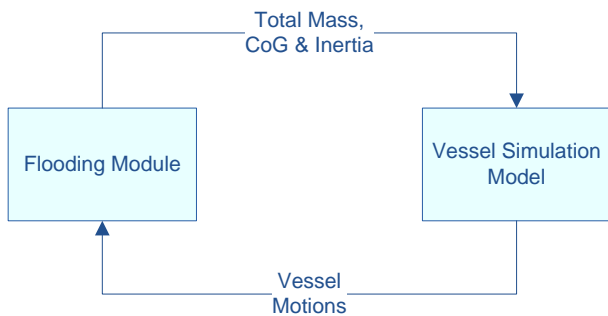 Total Mass,
CoG & Inertia
Flooding Module
Vessel Simulation
Model
Vessel
Motions